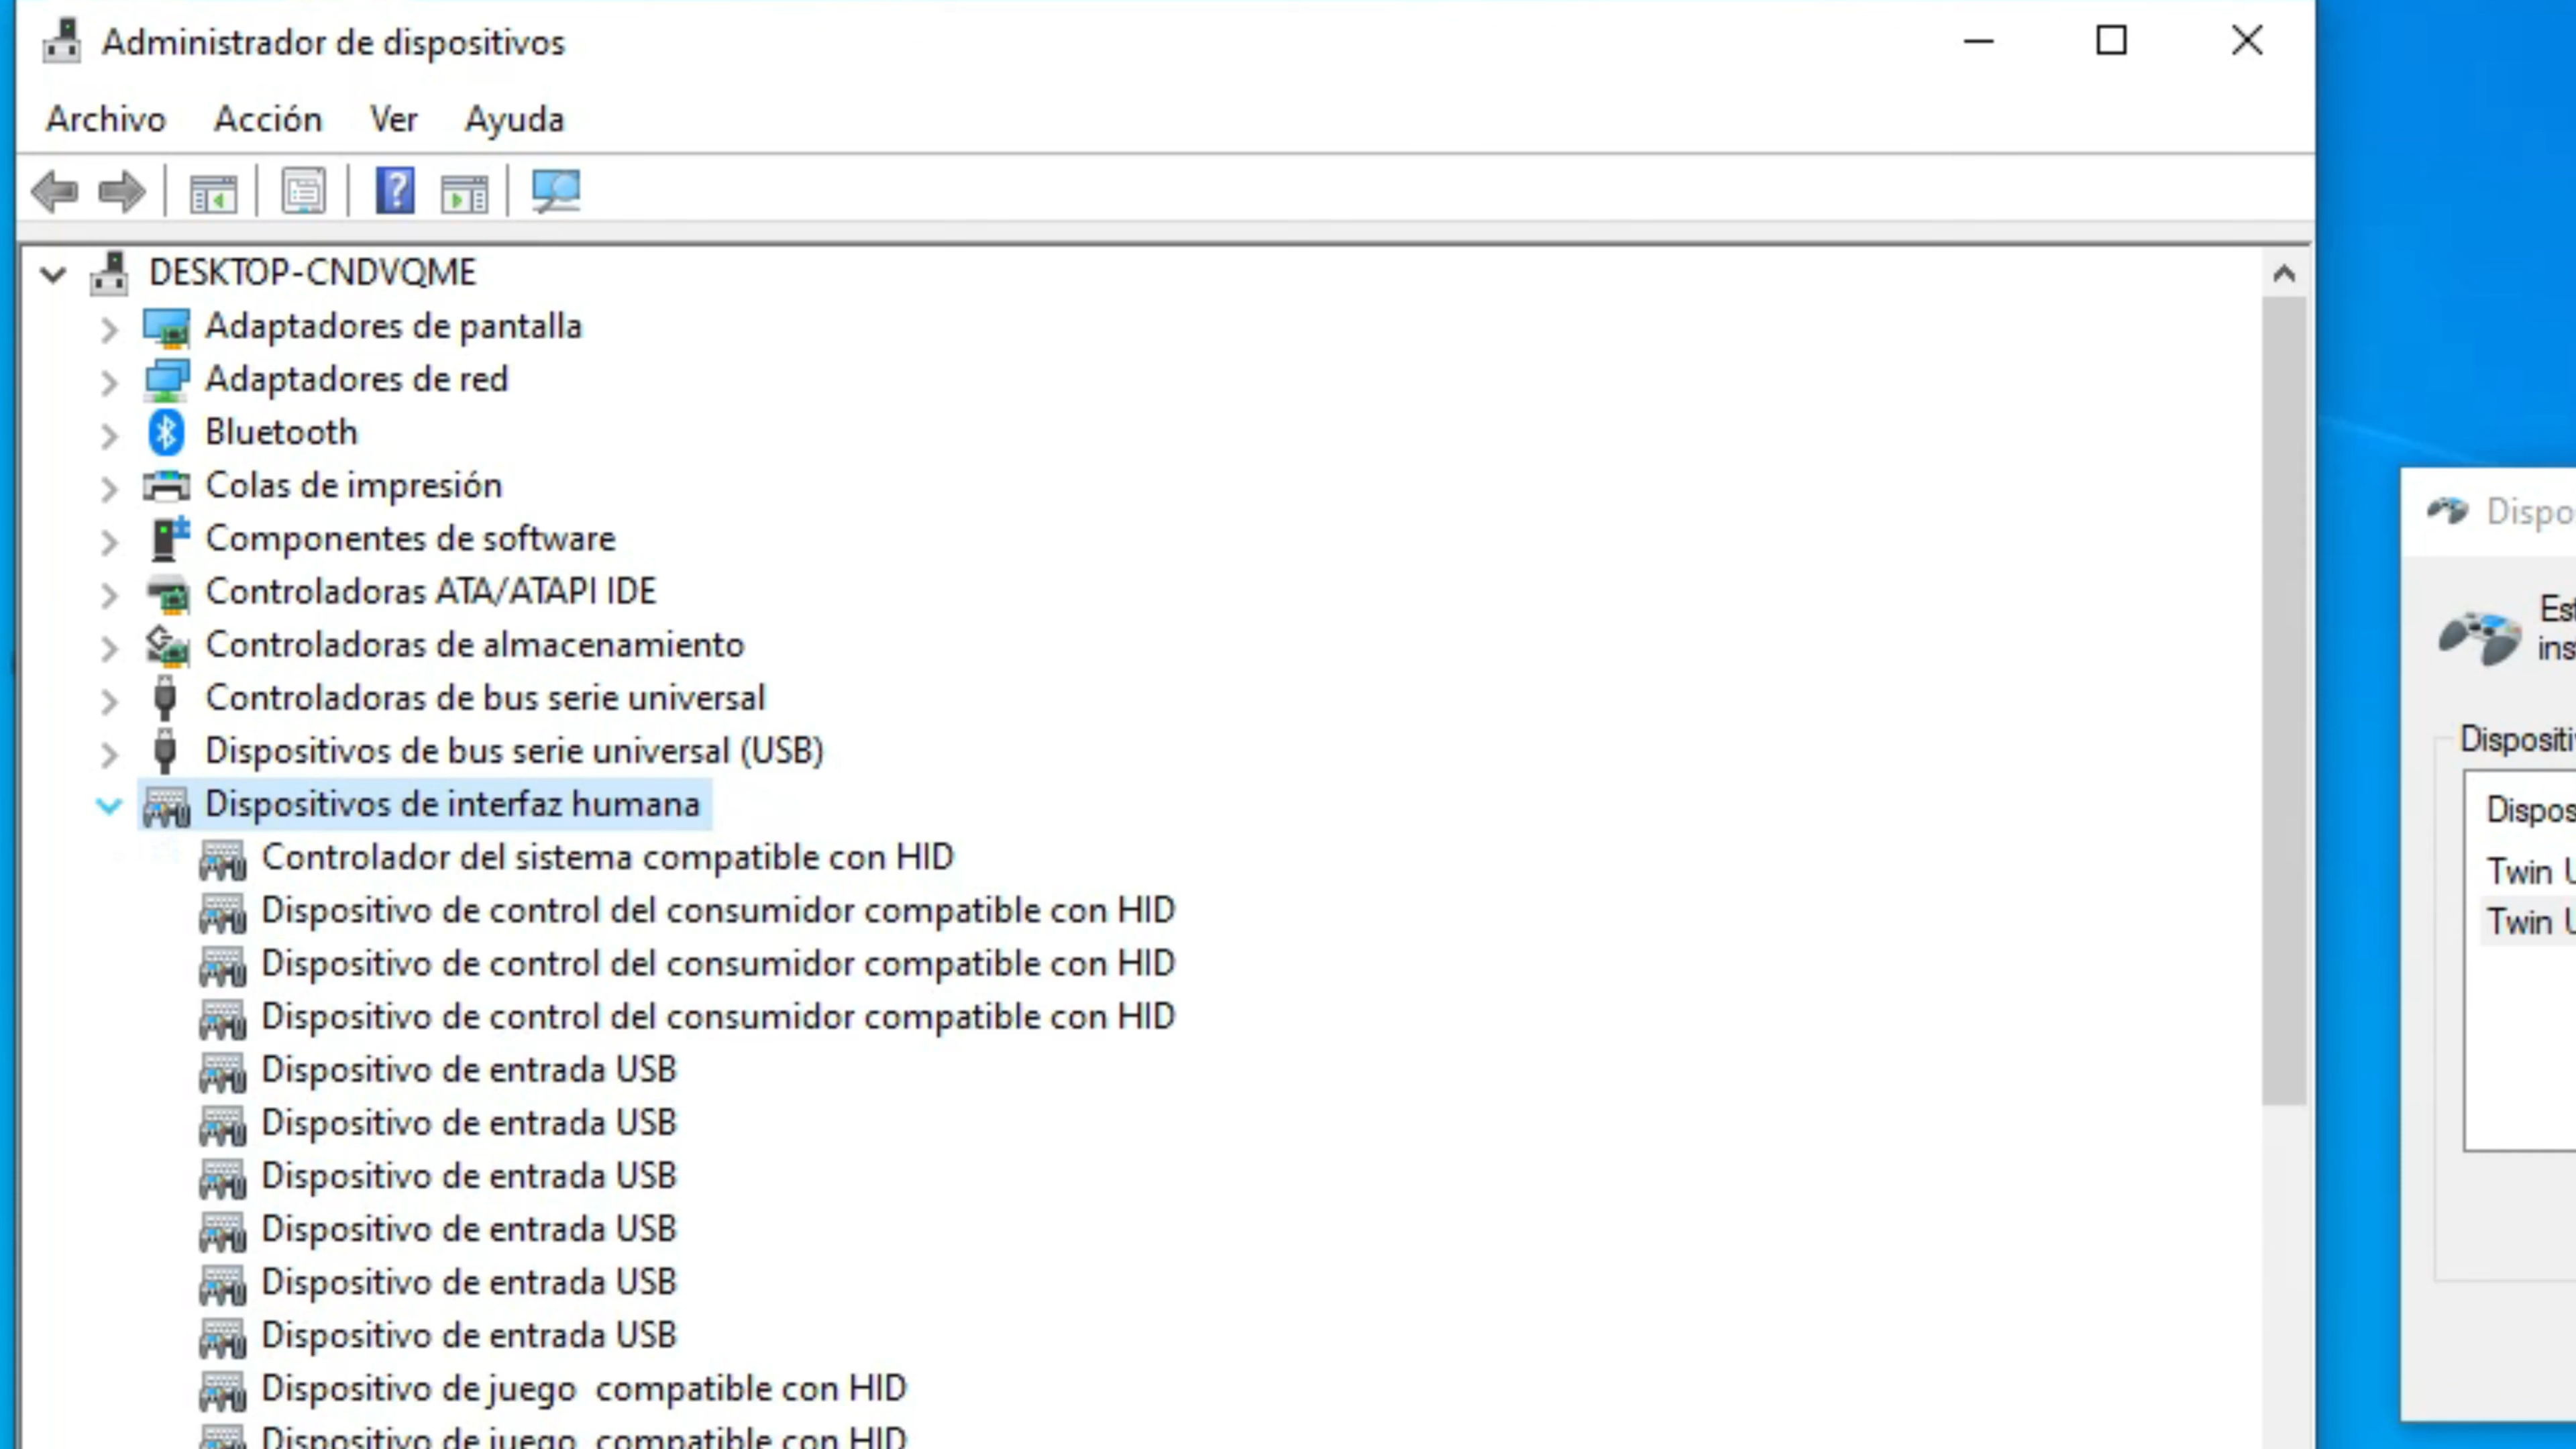 Administrador de dispositivos
Archivo Acción Ver Ayuda
DESKTOP-CNDVQME
Adaptadores de pantalla
Adaptadores de red
Bluetooth
Colas de impresión
Componentes de software
Controladoras ATA/ATAPI IDE
Controladoras de almacenamiento
Controladoras de bus serie universal
Dispositivos de bus serie universal (USB)
Dispositivos de interfaz humana
Controlador del sistema compatible con HID
Dispositivo de control del consumidor compatible con HID
Dispositivo de control del consumidor compatible con HID
Dispositivo de control del consumidor compatible con HID
Dispositivo de entrada USB
Dispositivo de entrada USB
Dispositivo de entrada USB
Dispositivo de entrada USB
Dispositivo de entrada USB
Dispositivo de entrada USB
Dispositivo de juego  compatible con HID
Dispositivo de juego  compatible con HID
Twin
Twin